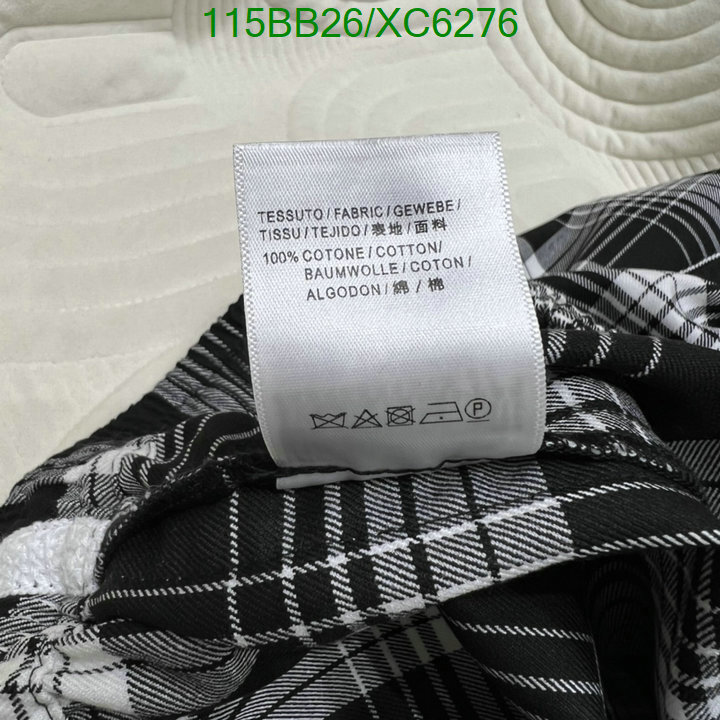 115BB26/XC6276
TESSUTO / FABRIC / GEWEBE /
TISSU / TEJIDO / 表地 / 面料
100% COTONE / COTTON/
BAUMWOLLE / COTON /
ALGODON / 綿 / 棉
P